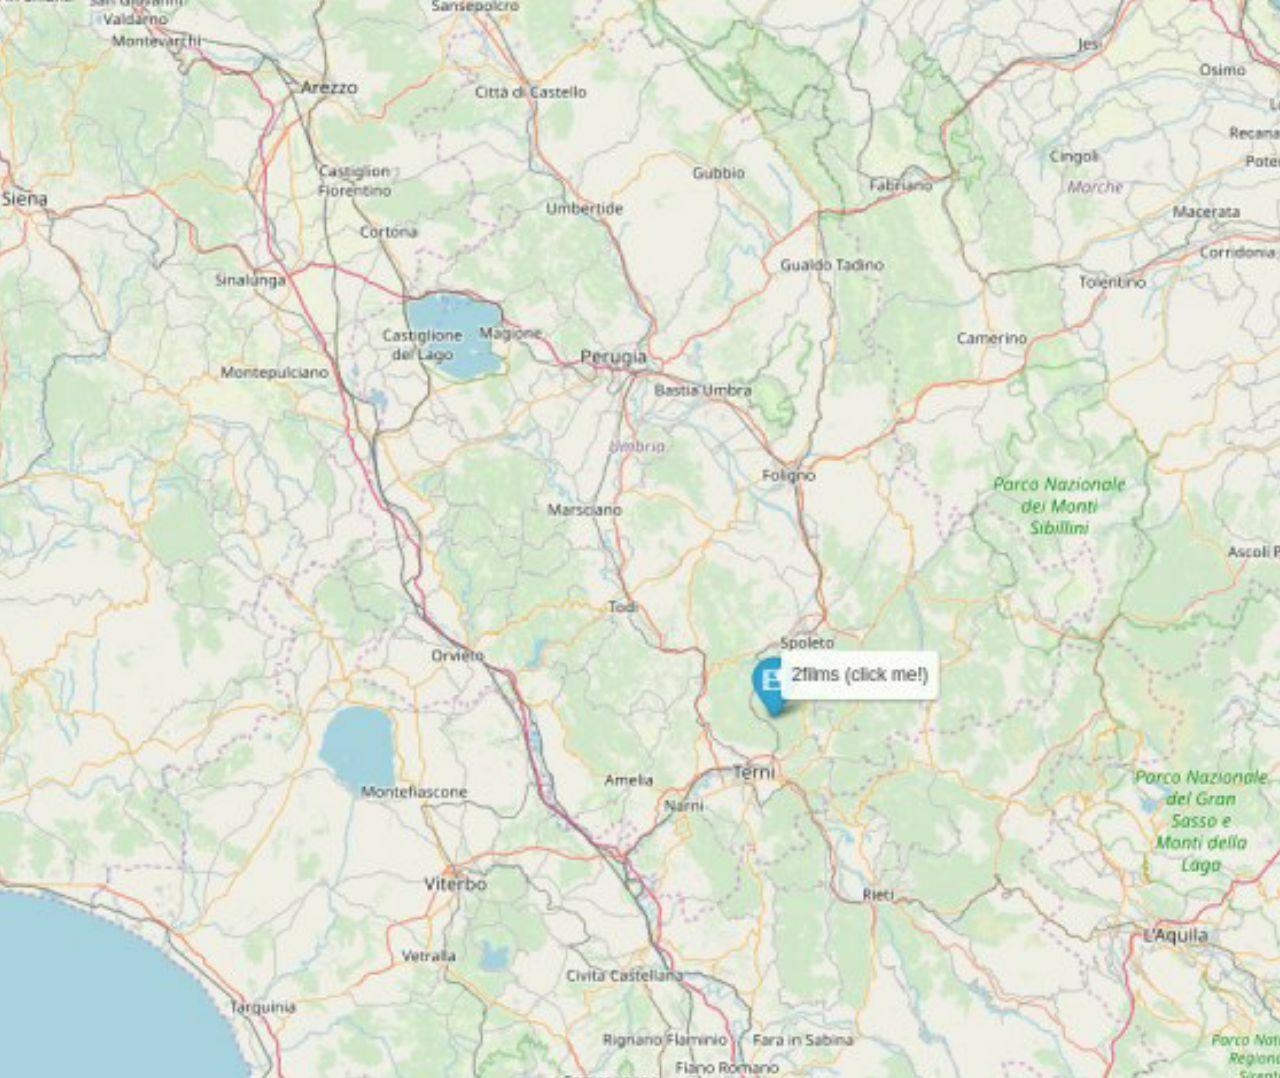 San Giovanni
Valdarno
Sansepolcro
Montevarchi
Jesi
Osimo
Arezzo
Città di Castello
Recana
Cingoli
Castiglion
Fiorentino
Gubbio
Fabriano
Marche
Siena
Umbertide
Macerata
Cortona
Corridonia
Gualdo Tadino
Sinalunga
Tolentino
Castiglione
del Lago
Magione
Camerino
Perugia
Montepulciano
Bastia Umbra
Umbria
Foligno
Parco Nazionale
dei Monti
Sibillini
Marsciano
Ascoli P
Todi
Spoleto
Orvieto
2films (click me!)
Terni
Amelia
Parco Nazionale
del Gran
Sasso e
Monti della
Laga
Montefiascone
Narni
Viterbo
Rieti
L'Aquila
Vetralla
Civita Castellana
Tarquinia
Rignano Flaminio
Fara in Sabina
Parco Nat
Regiona
Fiano Romano